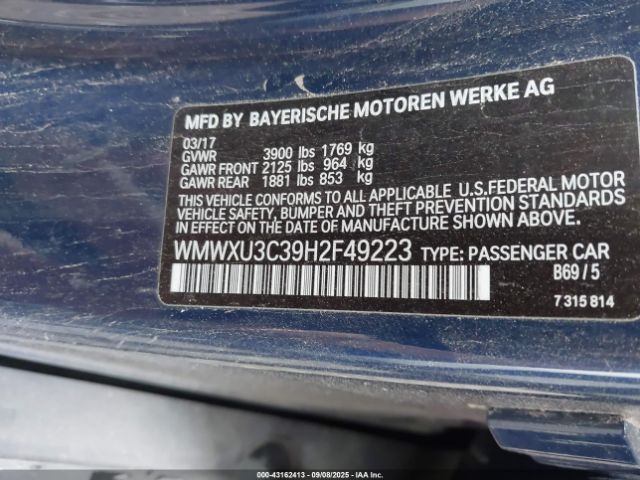 MFD BY BAYERISCHE MOTOREN WERKE AG
03/17
GVWR 3900 lbs 1769 kg
GAWR FRONT 2125 lbs 964 kg
GAWR REAR 1881 lbs 853 kg
THIS VEHICLE CONFORMS TO ALL APPLICABLE U.S.FEDERAL MOTOR
VEHICLE SAFETY, BUMPER AND THEFT PREVENTION STANDARDS
IN EFFECT ON THE DATE OF MANUFACTURE SHOWN ABOVE.
WMWXU3C39H2F49223 TYPE: PASSENGER CAR
B69 / 5
7 315 814
000-43162413 - 09/08/2025 - IAA, Inc.